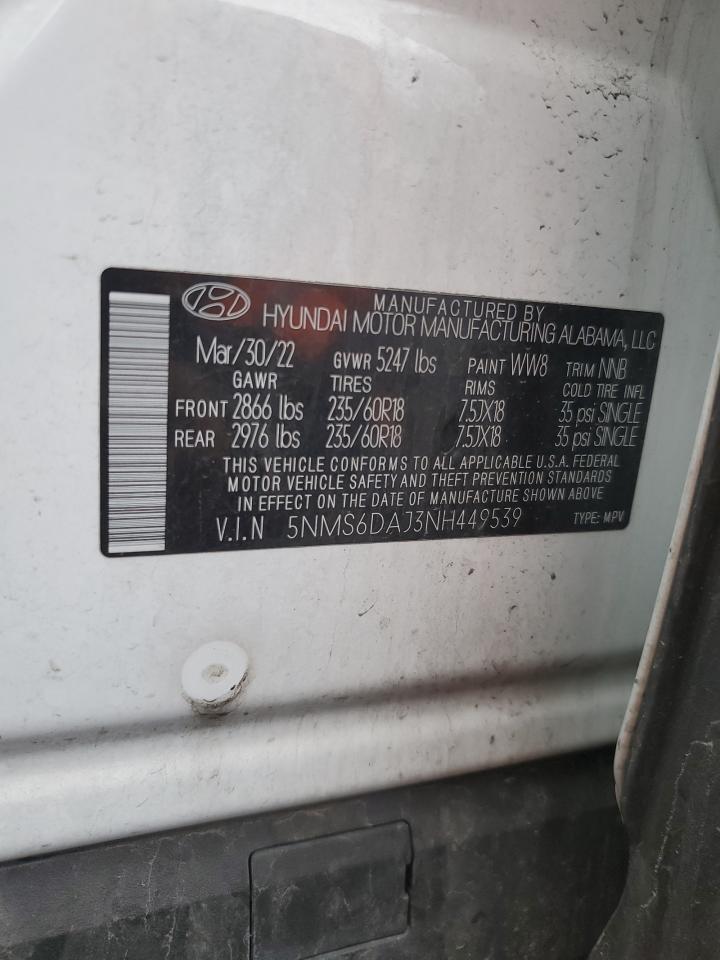 MANUFACTURED BY
HYUNDAI MOTOR MANUFACTURING ALABAMA, LLC
Mar/30/22 GVWR 5247 lbs PAINT WW8 TRIM NNB
GAWR TIRES RIMS COLD TIRE INFL
FRONT 2866 lbs 235/60R18 7.5JX18 35 psi SINGLE
REAR 2976 lbs 235/60R18 7.5JX18 35 psi SINGLE
THIS VEHICLE CONFORMS TO ALL APPLICABLE U.S.A. FEDERAL
MOTOR VEHICLE SAFETY AND THEFT PREVENTION STANDARDS
IN EFFECT ON THE DATE OF MANUFACTURE SHOWN ABOVE
V.I.N 5NMS6DAJ3NH449539 TYPE: MPV